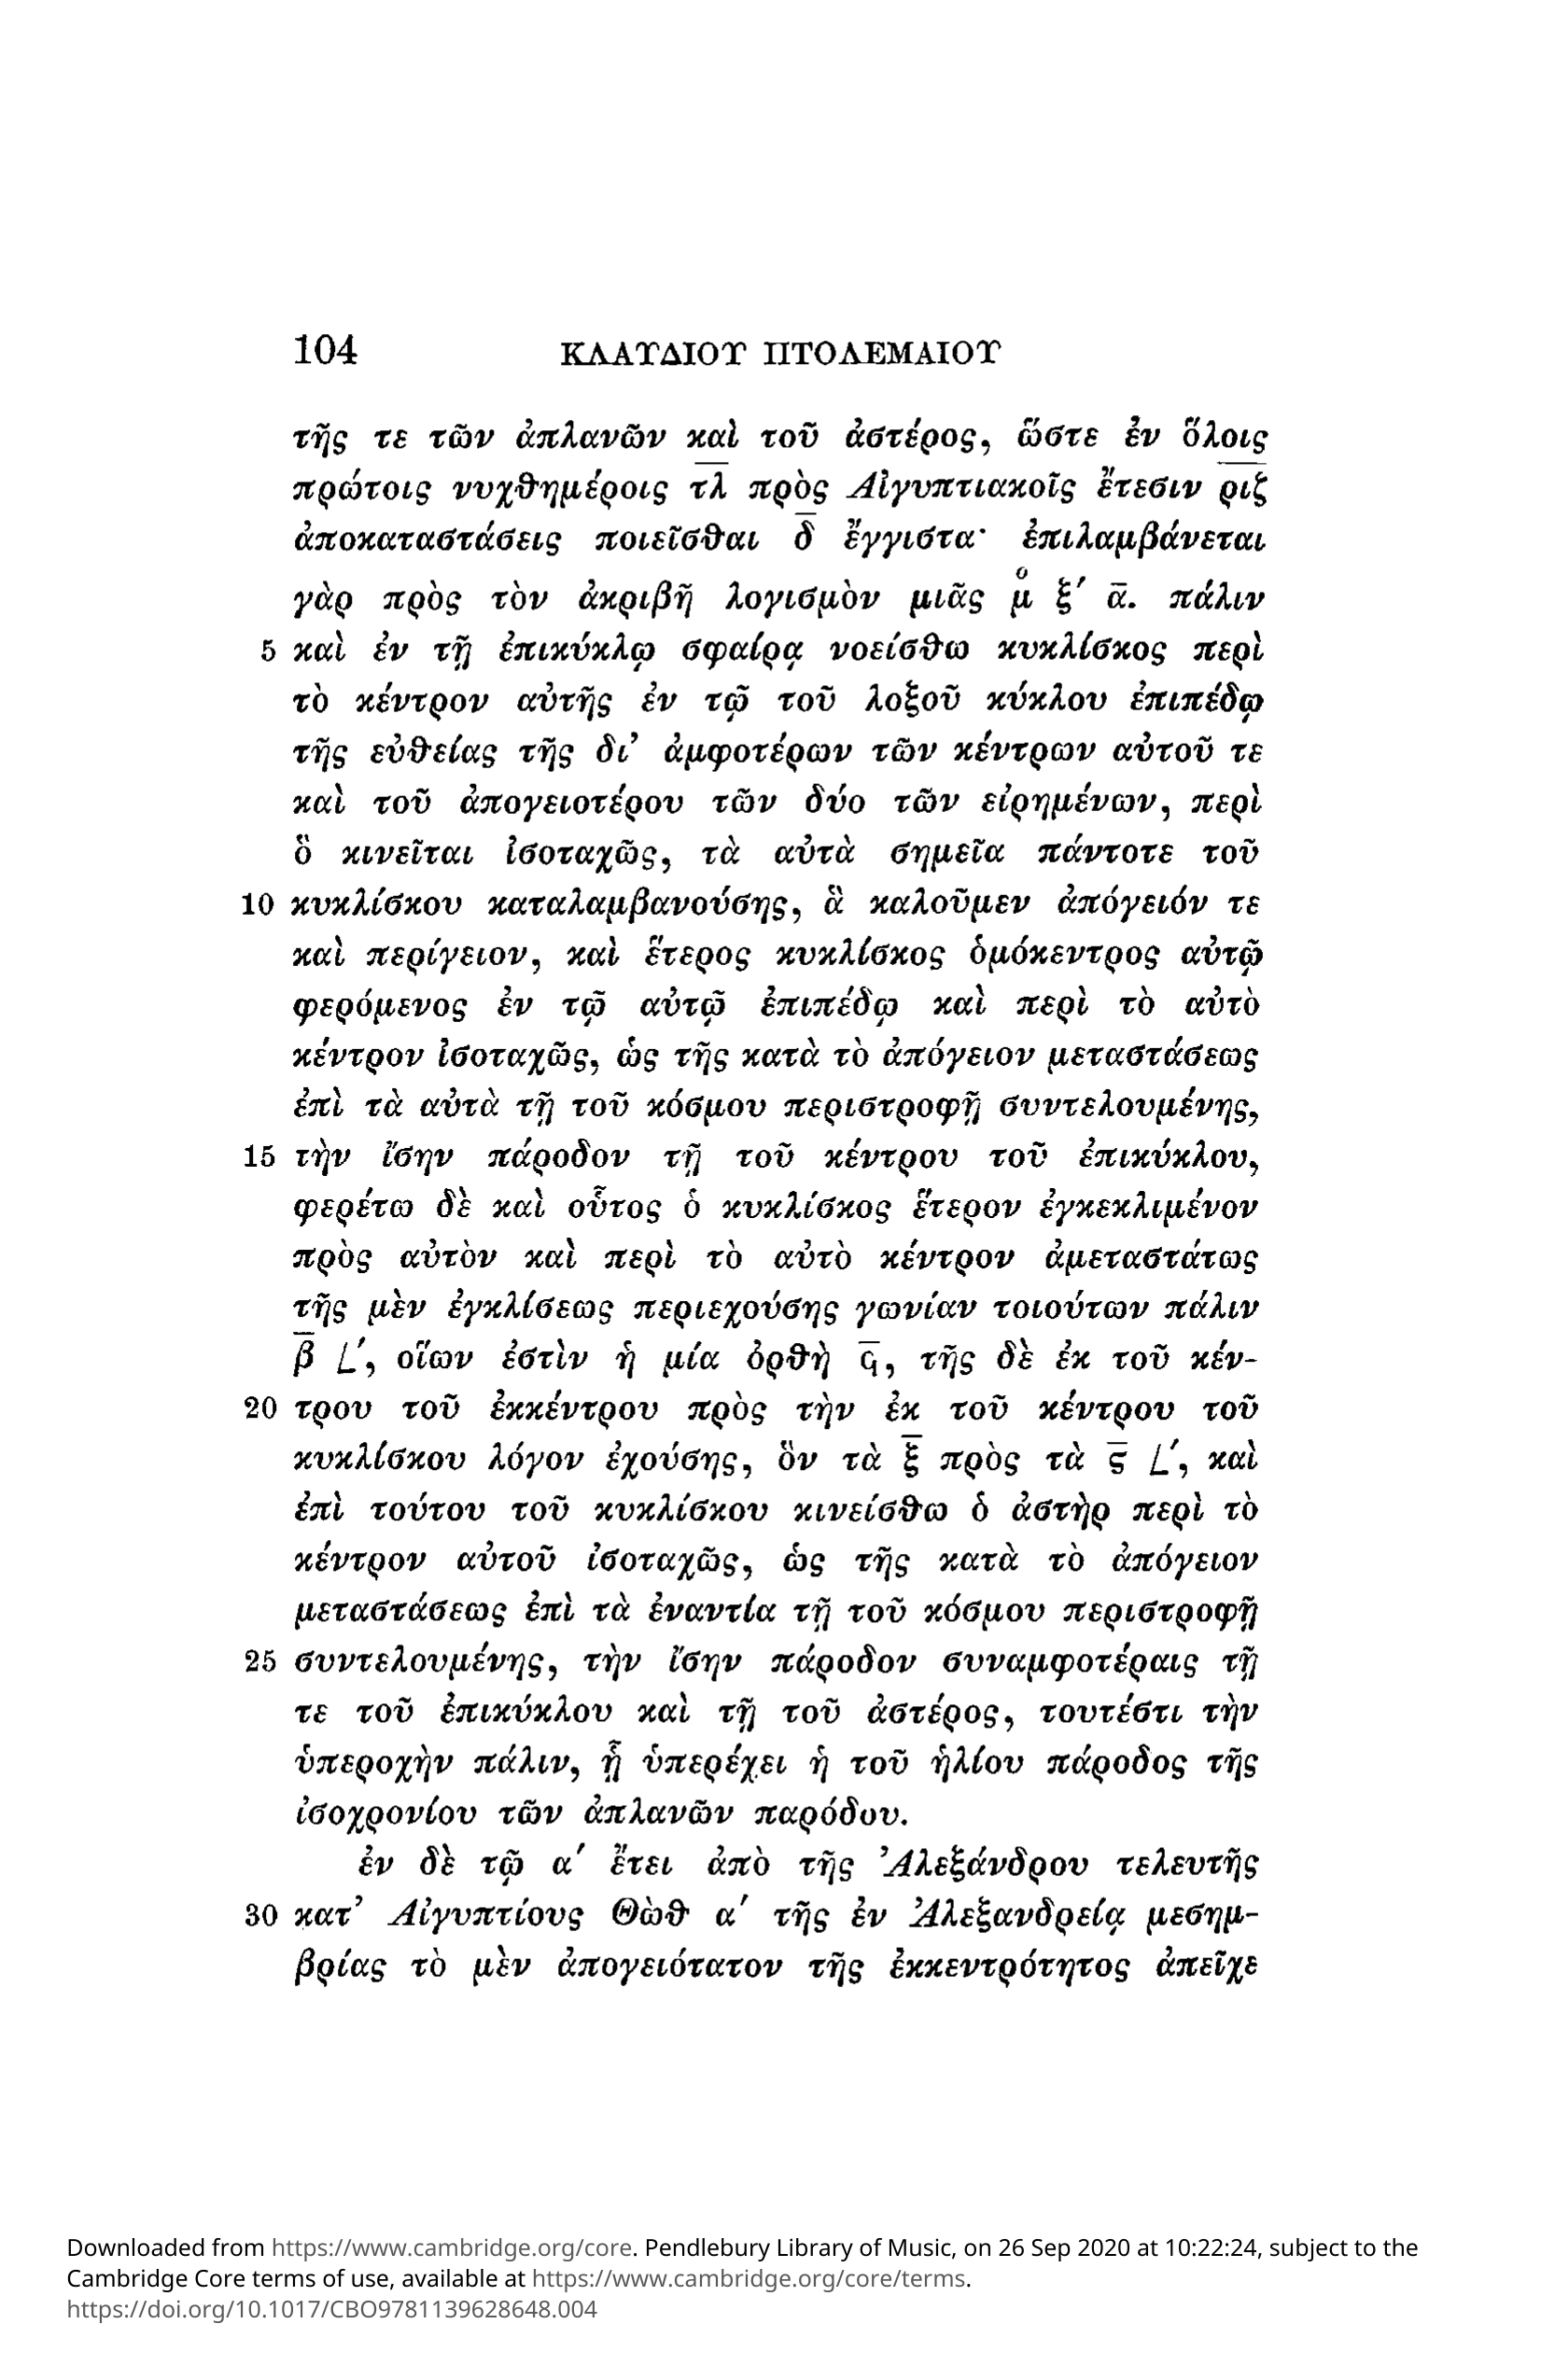 104 ΚΛΑΥΔΙΟΥ ΠΤΟΛΕΜΑΙΟΥ
τῆς τε τῶν ἀπλανῶν καὶ τοῦ ἀστέρος, ὥστε ἐν ὅλοις
πρώτοις νυχθημέροις τ̅λ̅ πρὸς Αἰγυπτιακοῖς ἔτεσιν ρ̅ι̅ζ̅
ἀποκαταστάσεις ποιεῖσθαι δ̅ ἔγγιστα· ἐπιλαμβάνεται
γὰρ πρὸς τὸν ἀκριβῆ λογισμὸν μιᾶς μͦ ξ′ ᾱ. πάλιν
5 καὶ ἐν τῇ ἐπικύκλῳ σφαίρᾳ νοείσθω κυκλίσκος περὶ
τὸ κέντρον αὐτῆς ἐν τῷ τοῦ λοξοῦ κύκλου ἐπιπέδῳ
τῆς εὐθείας τῆς δι’ ἀμφοτέρων τῶν κέντρων αὐτοῦ τε
καὶ τοῦ ἀπογειοτέρου τῶν δύο τῶν εἰρημένων, περὶ
ὃ κινεῖται ἰσοταχῶς, τὰ αὐτὰ σημεῖα πάντοτε τοῦ
10 κυκλίσκου καταλαμβανούσης, ἃ καλοῦμεν ἀπόγειόν τε
καὶ περίγειον, καὶ ἕτερος κυκλίσκος ὁμόκεντρος αὐτῷ
φερόμενος ἐν τῷ αὐτῷ ἐπιπέδῳ καὶ περὶ τὸ αὐτὸ
κέντρον ἰσοταχῶς, ὡς τῆς κατὰ τὸ ἀπόγειον μεταστάσεως
ἐπὶ τὰ αὐτὰ τῇ τοῦ κόσμου περιστροφῇ συντελουμένης,
15 τὴν ἴσην πάροδον τῇ τοῦ κέντρου τοῦ ἐπικύκλου,
φερέτω δὲ καὶ οὗτος ὁ κυκλίσκος ἕτερον ἐγκεκλιμένον
πρὸς αὐτὸν καὶ περὶ τὸ αὐτὸ κέντρον ἀμεταστάτως
τῆς μὲν ἐγκλίσεως περιεχούσης γωνίαν τοιούτων πάλιν
β̅ ∠′, οἵων ἐστὶν ἡ μία ὀρθὴ ϟ̅, τῆς δὲ ἐκ τοῦ κέν-
20 τρου τοῦ ἐκκέντρου πρὸς τὴν ἐκ τοῦ κέντρου τοῦ
κυκλίσκου λόγον ἐχούσης, ὃν τὰ ξ̅ πρὸς τὰ ϛ̅ ∠′, καὶ
ἐπὶ τούτου τοῦ κυκλίσκου κινείσθω ὁ ἀστὴρ περὶ τὸ
κέντρον αὐτοῦ ἰσοταχῶς, ὡς τῆς κατὰ τὸ ἀπόγειον
μεταστάσεως ἐπὶ τὰ ἐναντία τῇ τοῦ κόσμου περιστροφῇ
25 συντελουμένης, τὴν ἴσην πάροδον συναμφοτέραις τῇ
τε τοῦ ἐπικύκλου καὶ τῇ τοῦ ἀστέρος, τουτέστι τὴν
ὑπεροχὴν πάλιν, ᾗ ὑπερέχει ἡ τοῦ ἡλίου πάροδος τῆς
ἰσοχρονίου τῶν ἀπλανῶν παρόδου.
ἐν δὲ τῷ α′ ἔτει ἀπὸ τῆς Ἀλεξάνδρου τελευτῆς
30 κατ’ Αἰγυπτίους Θὼθ α′ τῆς ἐν Ἀλεξανδρείᾳ μεσημ-
βρίας τὸ μὲν ἀπογειότατον τῆς ἐκκεντρότητος ἀπεῖχε
Downloaded from https://www.cambridge.org/core. Pendlebury Library of Music, on 26 Sep 2020 at 10:22:24, subject to the
Cambridge Core terms of use, available at https://www.cambridge.org/core/terms.
https://doi.org/10.1017/CBO9781139628648.004